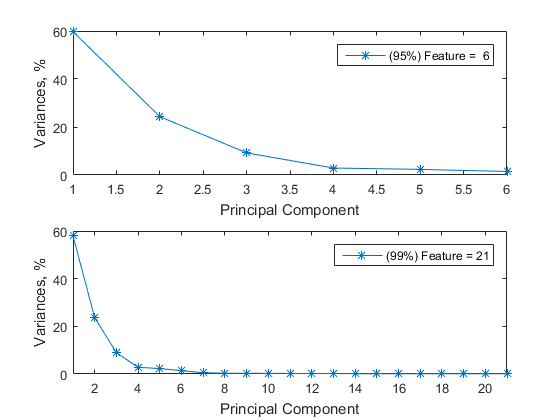 60
40
20
0
Variances, %
(95%) Feature =  6
1 1.5 2 2.5 3 3.5 4 4.5 5 5.5 6
Principal Component
60
40
20
0
Variances, %
(99%) Feature = 21
2 4 6 8 10 12 14 16 18 20
Principal Component